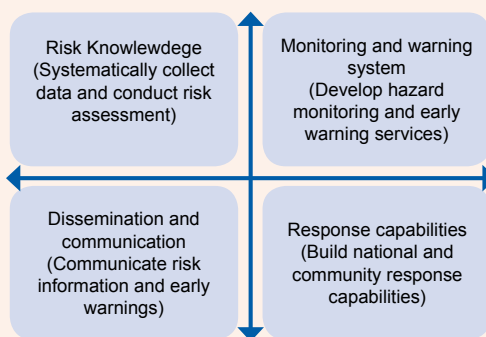 Risk Knowlewdege
(Systematically collect
data and conduct risk
assessment)
Monitoring and warning
system
(Develop hazard
monitoring and early
warning services)
Dissemination and
communication
(Communicate risk
information and early
warnings)
Response capabilities
(Build national and
community response
capabilities)